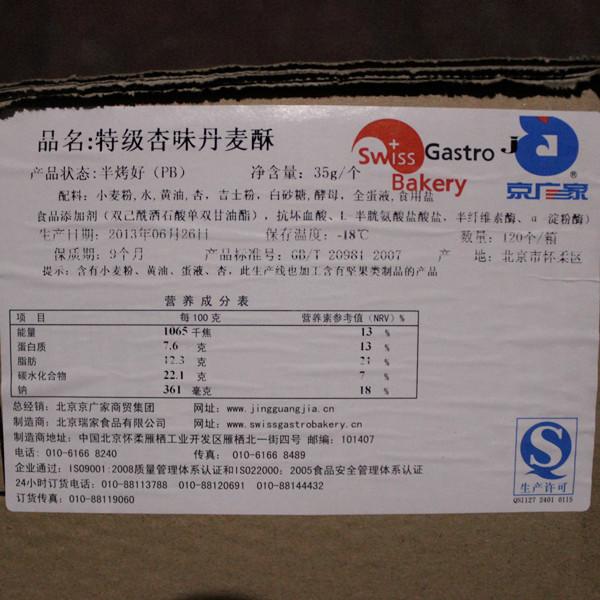 品名:特级杏味丹麦酥
Swiss Gastro Bakery
J
®
京广家
产品状态:半烤好（PB） 净含量: 35g/个
配料: 小麦粉,水,黄油,杏, 吉士粉, 白砂糖,酵母, 全蛋液,食用盐
食品添加剂（双乙酰酒石酸单双甘油酯）, 抗坏血酸、L-半胱氨酸盐酸盐, 半纤维素酶、α-淀粉酶）
生产日期: 2013年06月26日 保存温度: -18℃ 数量: 120个/箱
保质期: 9个月 产品标准号: GB/T 20981-2007 产 地: 北京市怀柔区
提示: 含有小麦粉、黄油、蛋液、杏, 此生产线也加工含有坚果类制品的产品
营养成分表
项 目 每100克 营养素参考值（NRV）%
能量 1065 千焦 13 %
蛋白质 7.6 克 13 %
脂肪 12.3 克 21 %
碳水化合物 22.1 克 7 %
钠 361 毫克 18 %
总经销: 北京京广家商贸集团 网址: www.jingguangjia.cn
制造商: 北京瑞家食品有限公司 网址: www.swissgastrobakery.cn
制造商地址: 中国北京怀柔雁栖工业开发区雁栖北一街四号 邮编: 101407
电话: 010-6166 8240 传真: 010-6166 8489
企业通过: ISO9001:2008质量管理体系认证和ISO22000: 2005食品安全管理体系认证
24小时订货电话: 010-88113788 010-88120691 010-88144432
订货传真: 010-88119060
生产许可
QS1127 2401 0115